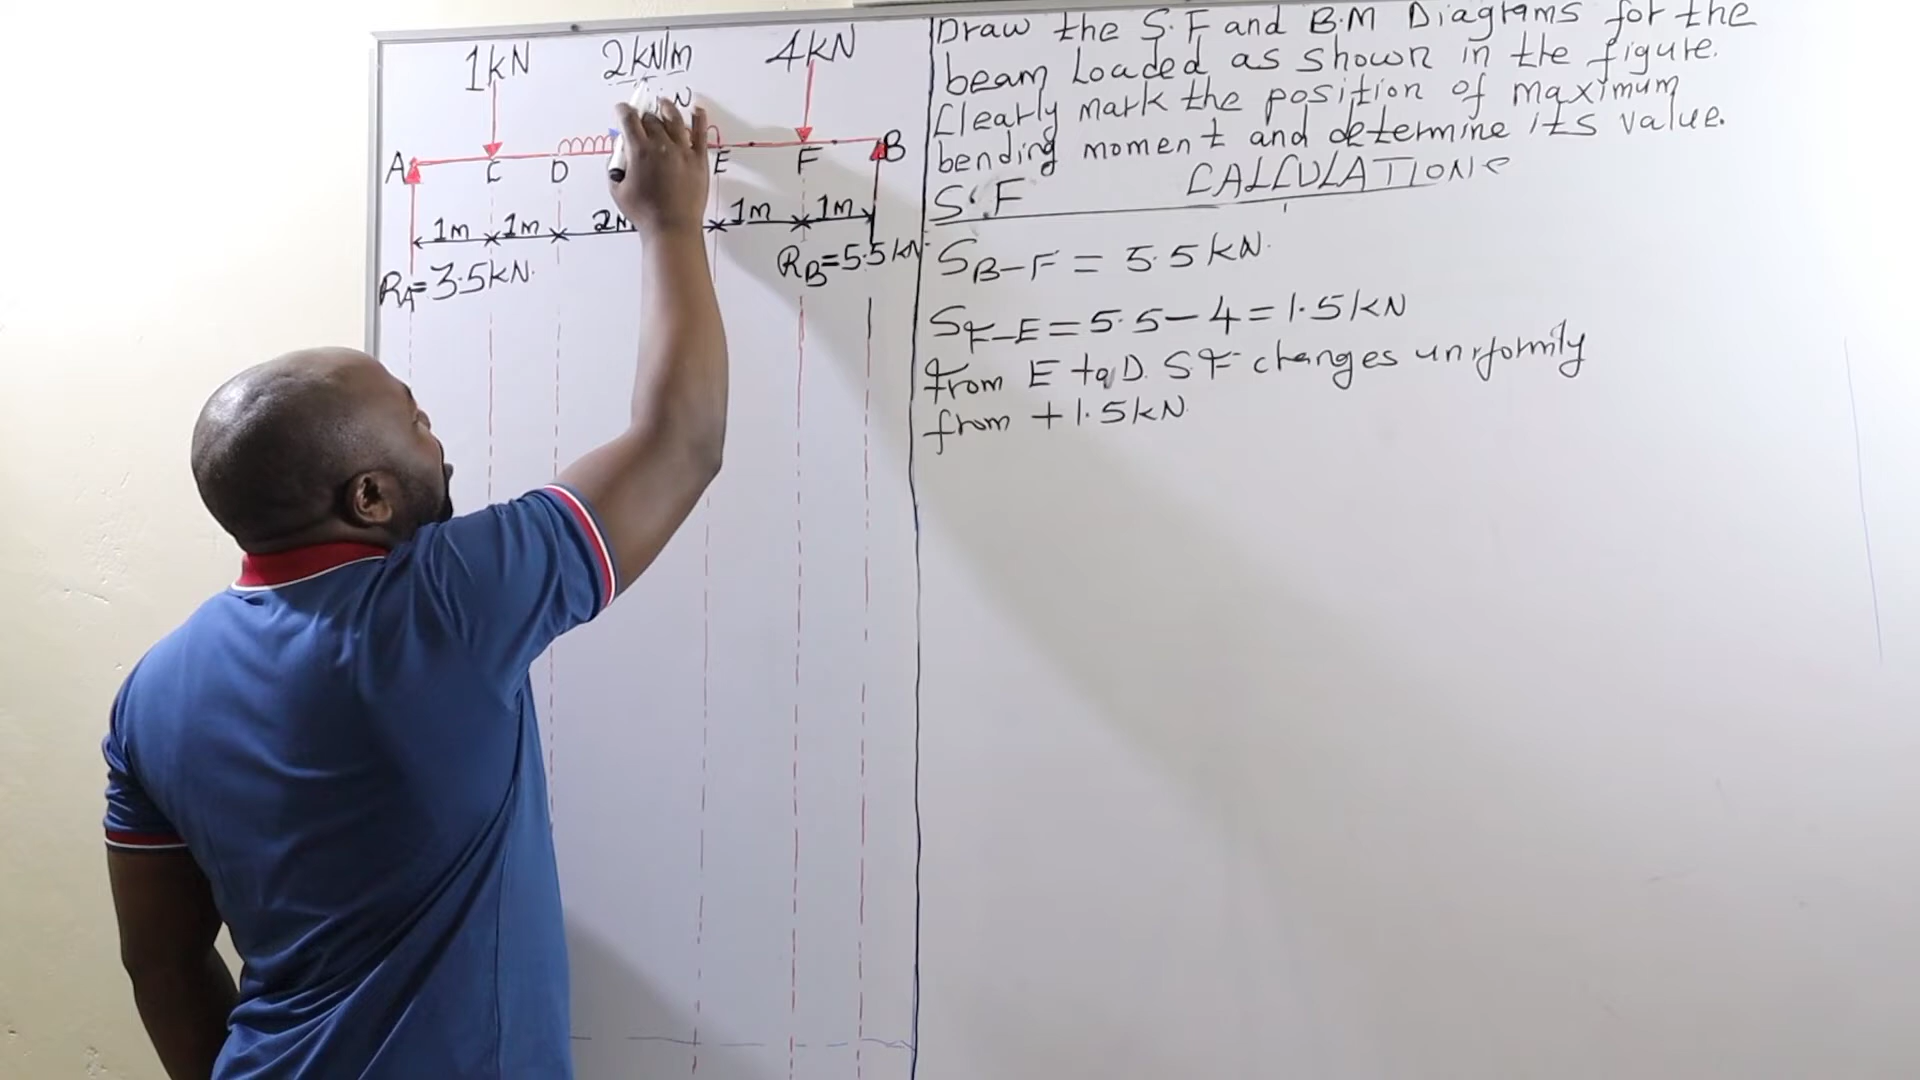 1kN 2kN/m 4kN
N
A C D E F B
1m 1m 1m 1m
RA=3.5kN.
RB=5.5kN
Draw the S.F and B.M Diagrams for the
beam Loaded as shown in the figure.
Clearly mark the position of maximum
bending moment and determine its value.
CALCULATIONS
S.F
SB-F = 5.5kN.
SF-E=5.5-4=1.5kN
From E to D. S.F changes uniformily
from +1.5kN.